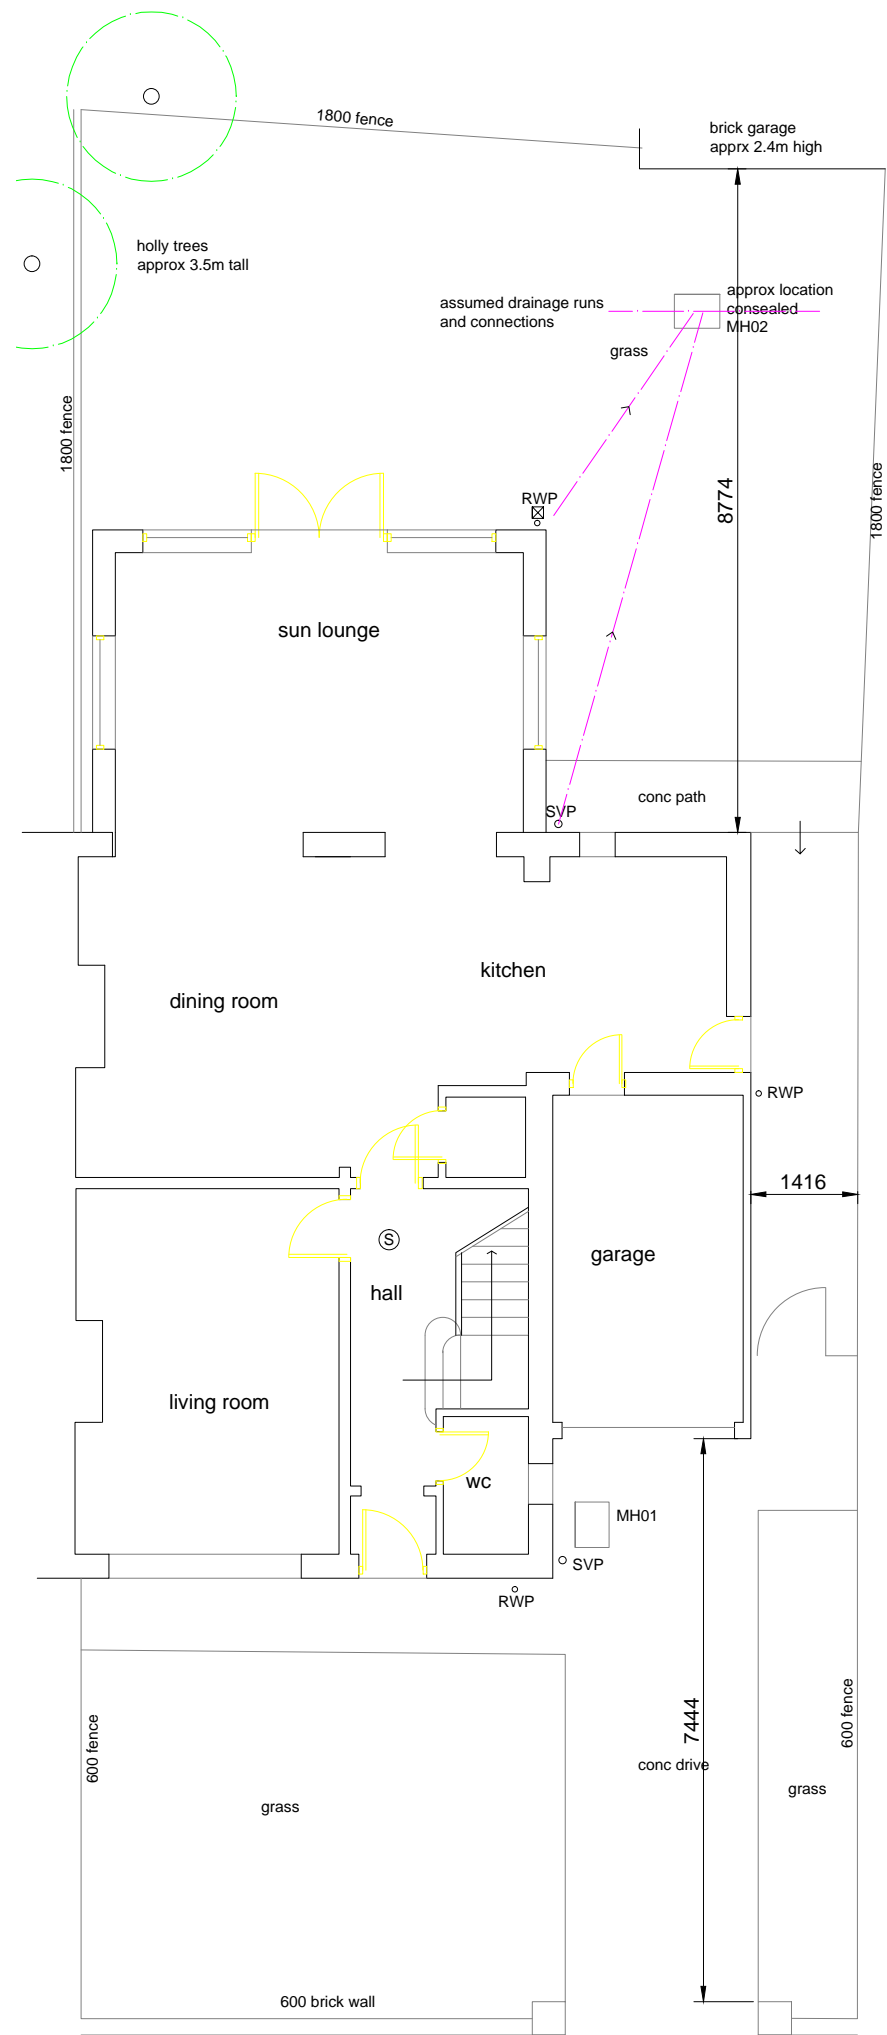 1800 fence
brick garage
apprx 2.4m high
holly trees
approx 3.5m tall
assumed drainage runs
and connections
approx location
consealed
MH02
grass
1800 fence
1800 fence
8774
RWP
sun lounge
conc path
SVP
kitchen
dining room
RWP
1416
S
garage
hall
living room
wc
MH01
SVP
RWP
7444
600 fence
600 fence
conc drive
grass
grass
600 brick wall